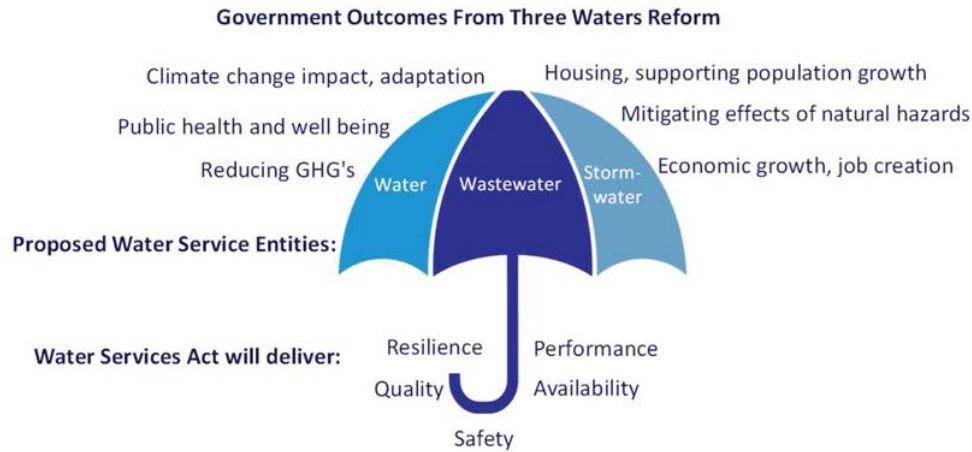 Government Outcomes From Three Waters Reform
Climate change impact, adaptation
Housing, supporting population growth
Public health and well being
Mitigating effects of natural hazards
Reducing GHG's
Economic growth, job creation
Water
Wastewater
Storm-
water
Proposed Water Service Entities:
Water Services Act will deliver:
Resilience
Performance
Quality
Availability
Safety